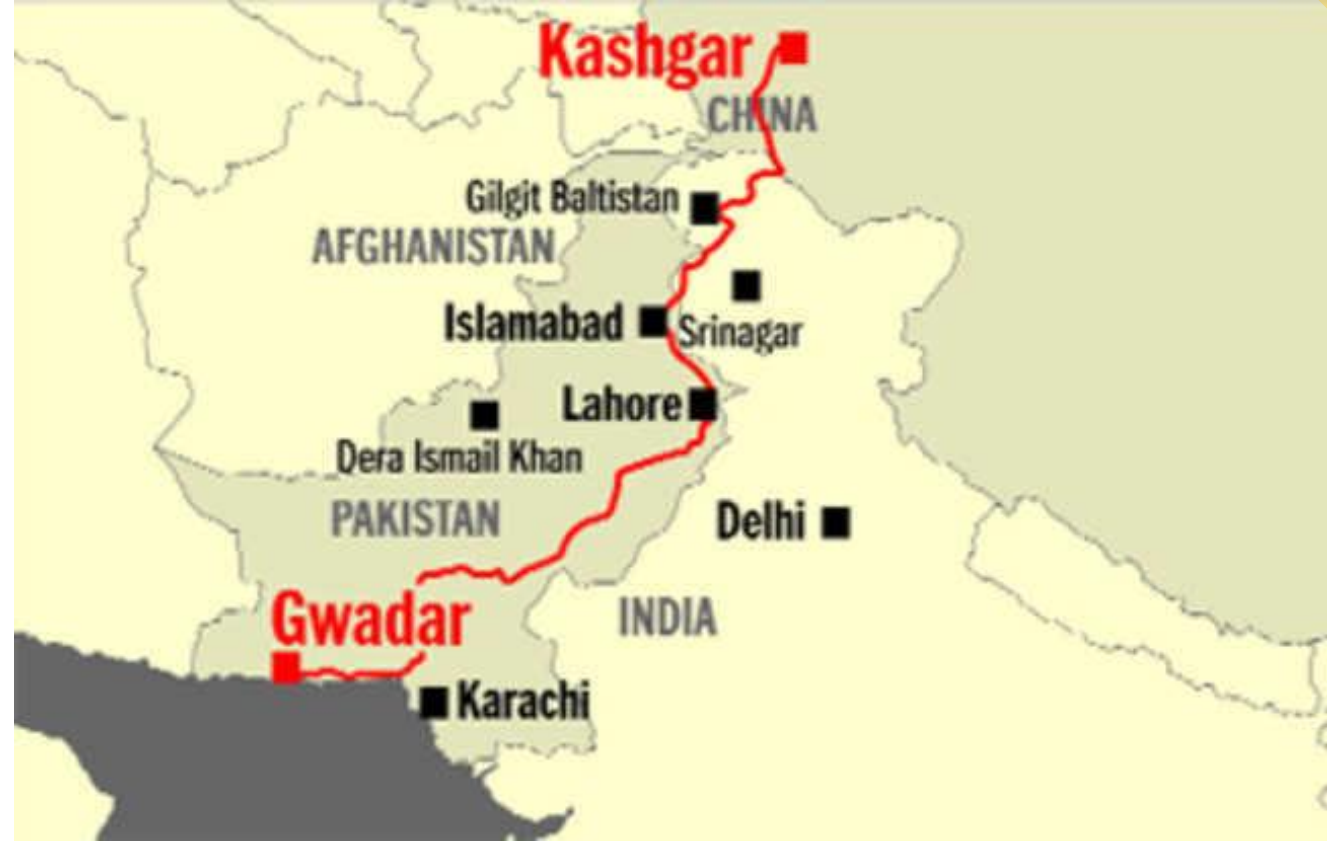 Kashgar
CHINA
Gilgit Baltistan
AFGHANISTAN
Islamabad
Srinagar
Lahore
Dera Ismail Khan
PAKISTAN
Delhi
Gwadar
INDIA
Karachi